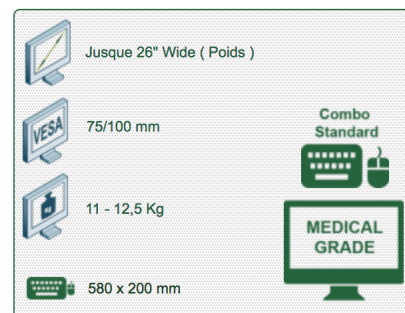 Jusque 26" Wide ( Poids )
VESA
75/100 mm
Combo
Standard
KG
11 - 12,5 Kg
MEDICAL
GRADE
580 x 200 mm